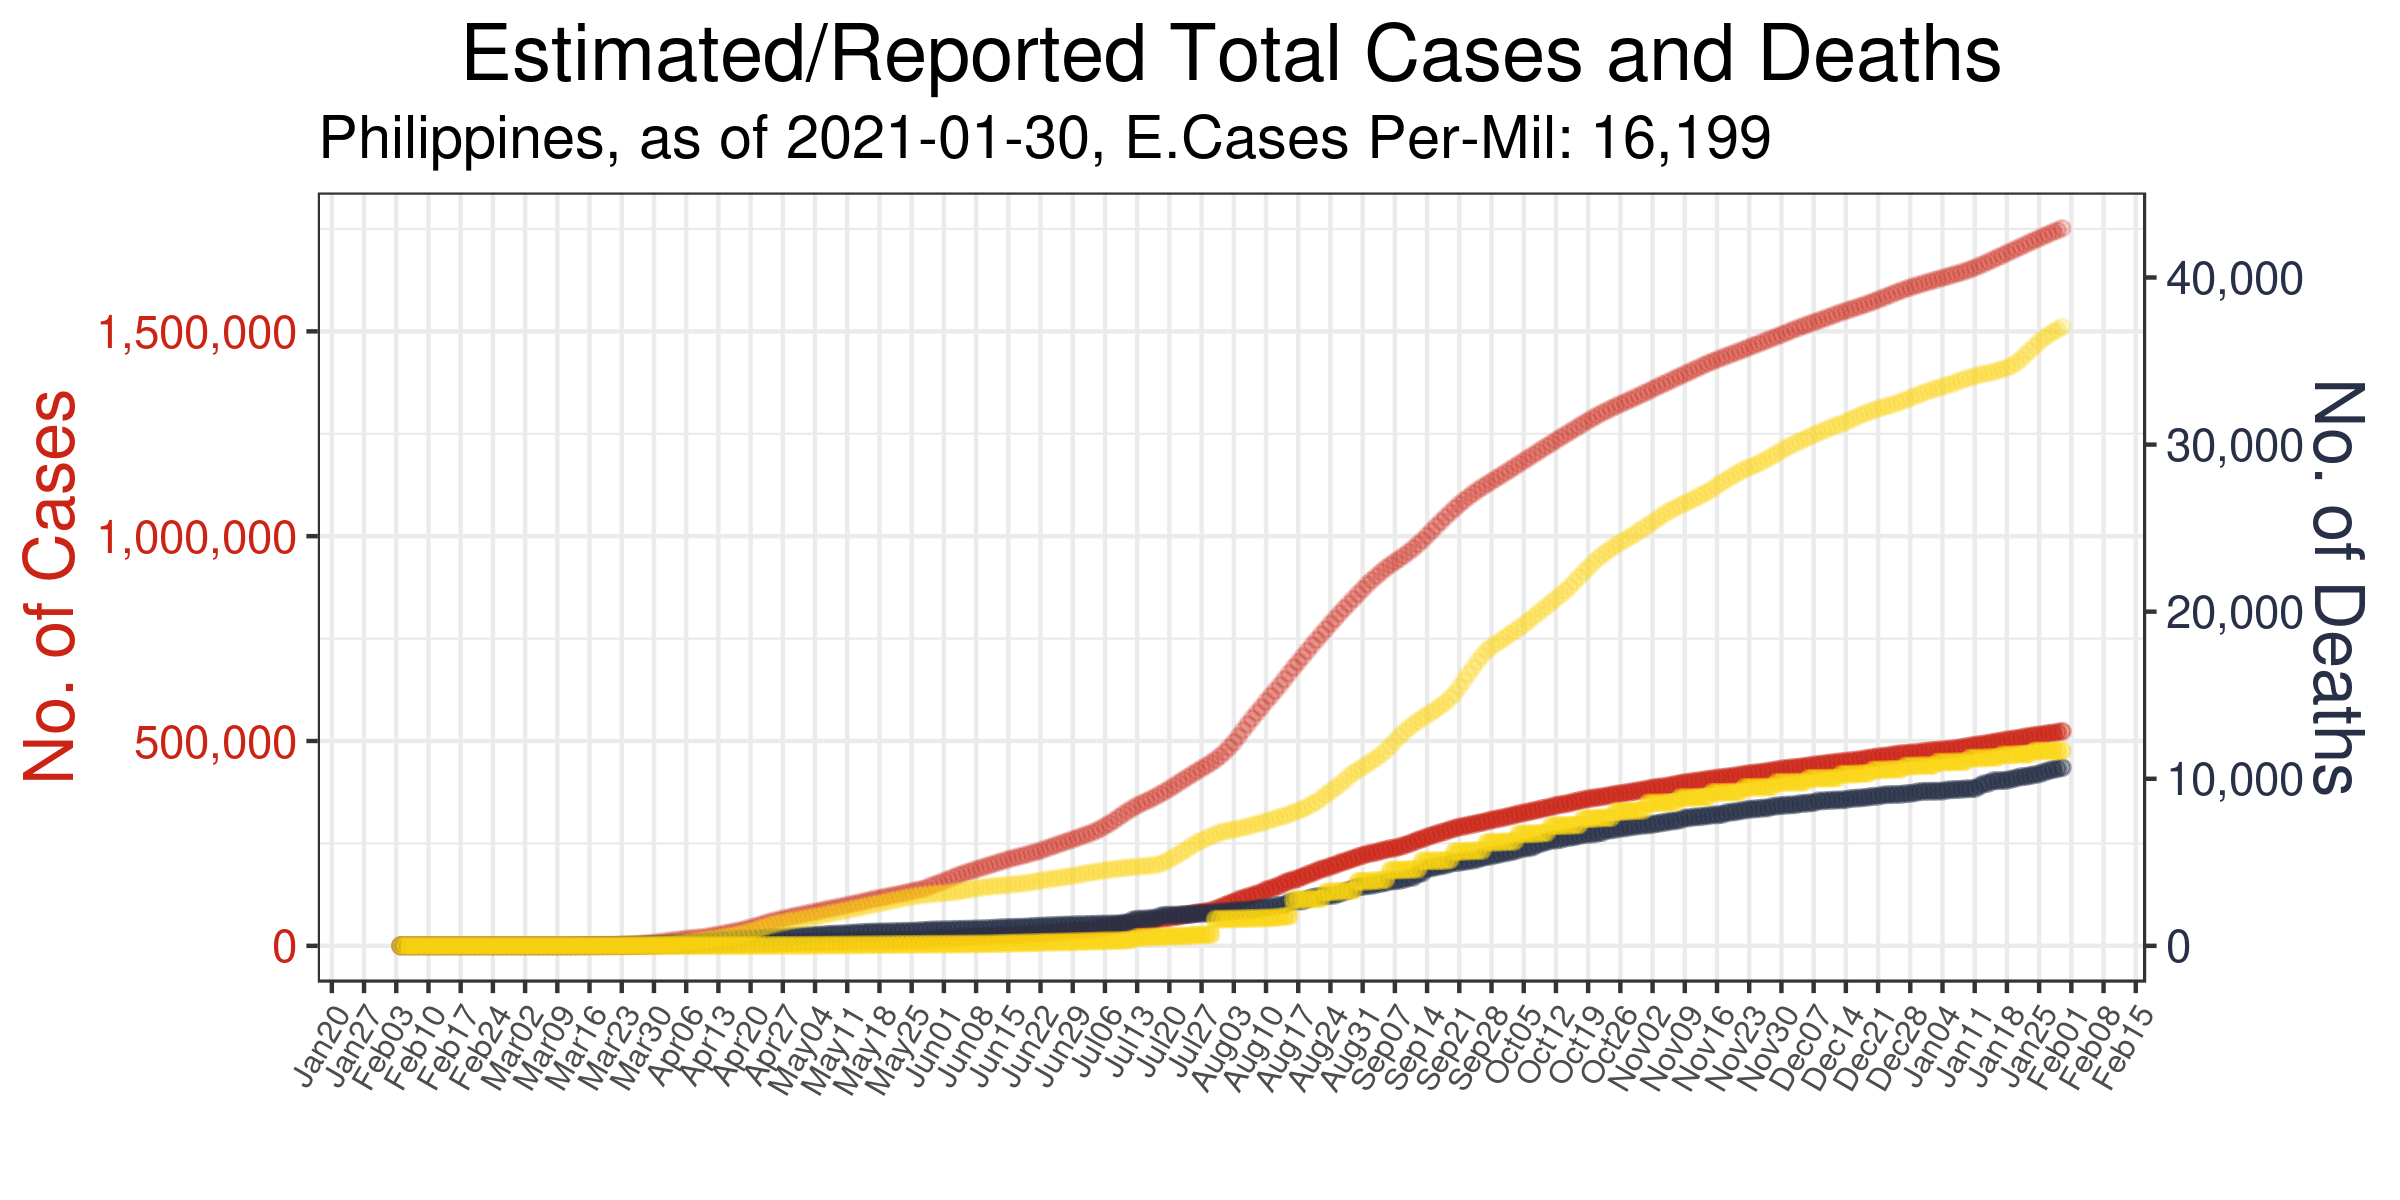 Estimated/Reported Total Cases and Deaths
Philippines, as of 2021-01-30, E.Cases Per-Mil: 16,199
No. of Cases
1,500,000
1,000,000
500,000
0
40,000
30,000
20,000
10,000
0
No. of Deaths
Jan20 Jan27 Feb03 Feb10 Feb17 Feb24 Mar02 Mar09 Mar16 Mar23 Mar30 Apr06 Apr13 Apr20 Apr27 May04 May11 May18 May25 Jun01 Jun08 Jun15 Jun22 Jun29 Jul06 Jul13 Jul20 Jul27 Aug03 Aug10 Aug17 Aug24 Aug31 Sep07 Sep14 Sep21 Sep28 Oct05 Oct12 Oct19 Oct26 Nov02 Nov09 Nov16 Nov23 Nov30 Dec07 Dec14 Dec21 Dec28 Jan04 Jan11 Jan18 Jan25 Feb01 Feb08 Feb15